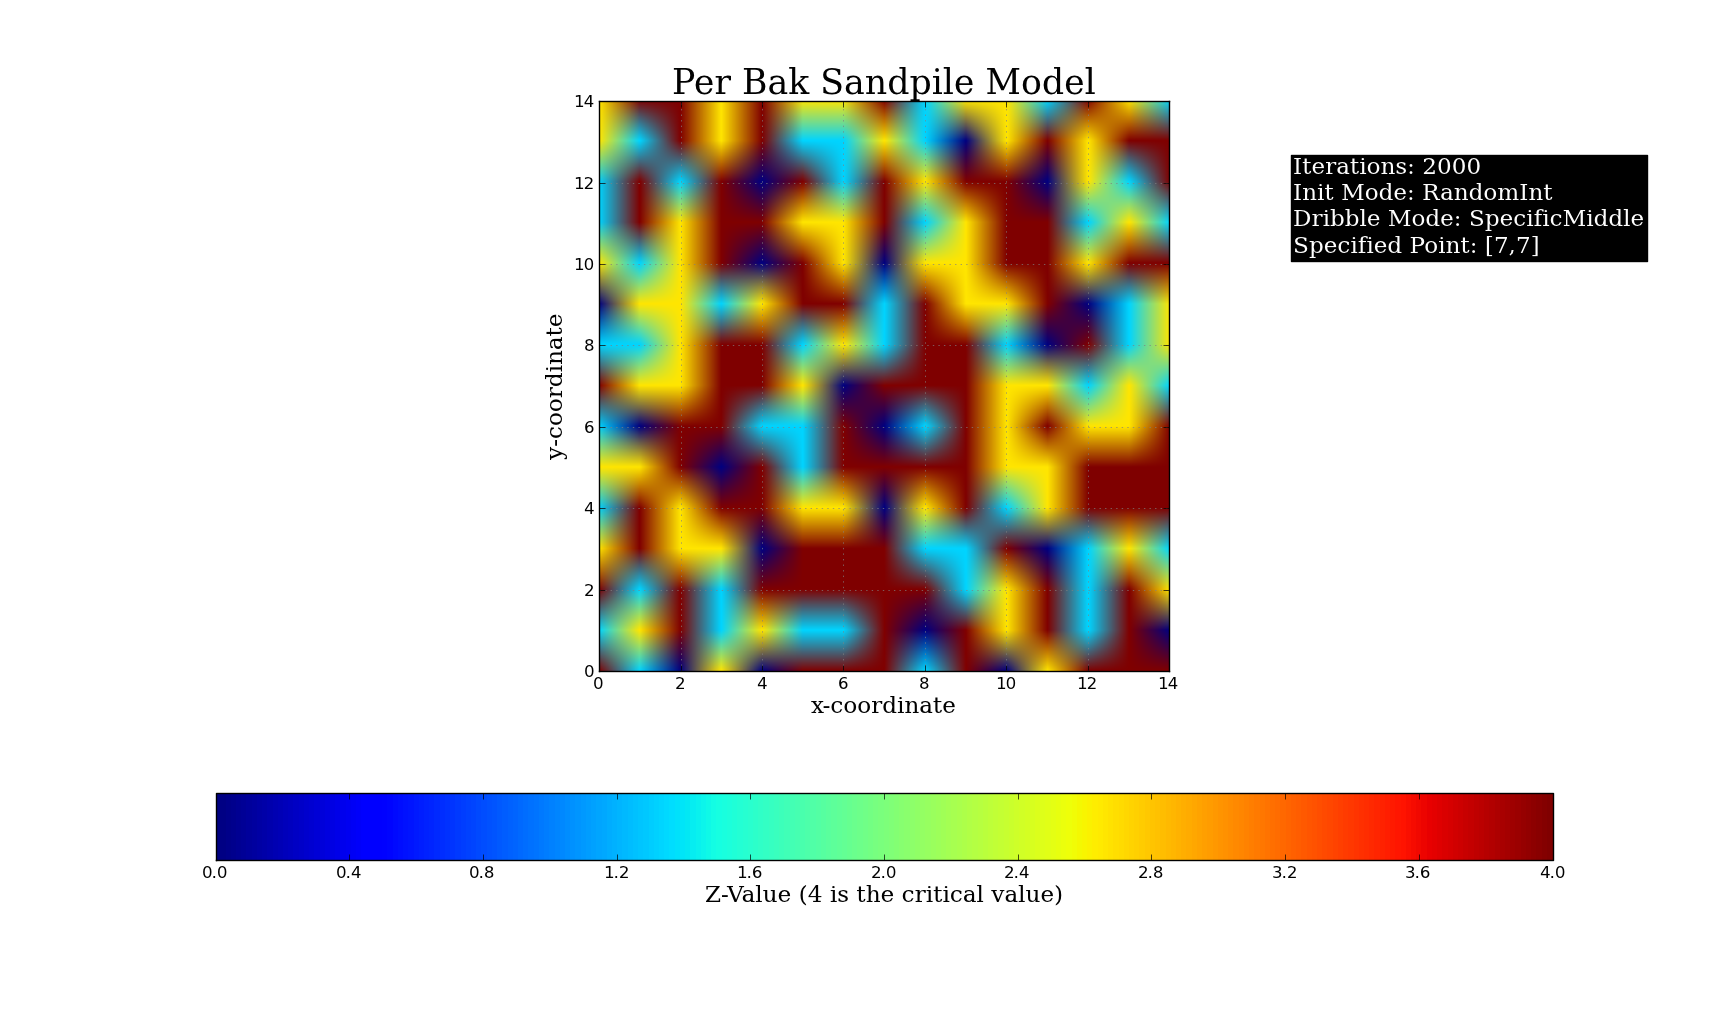 Per Bak Sandpile Model
Iterations: 2000
Init Mode: RandomInt
Dribble Mode: SpecificMiddle
Specified Point: [7,7]
14
12
10
8
6
4
2
0
y-coordinate
0 2 4 6 8 10 12 14
x-coordinate
0.0 0.4 0.8 1.2 1.6 2.0 2.4 2.8 3.2 3.6 4.0
Z-Value (4 is the critical value)